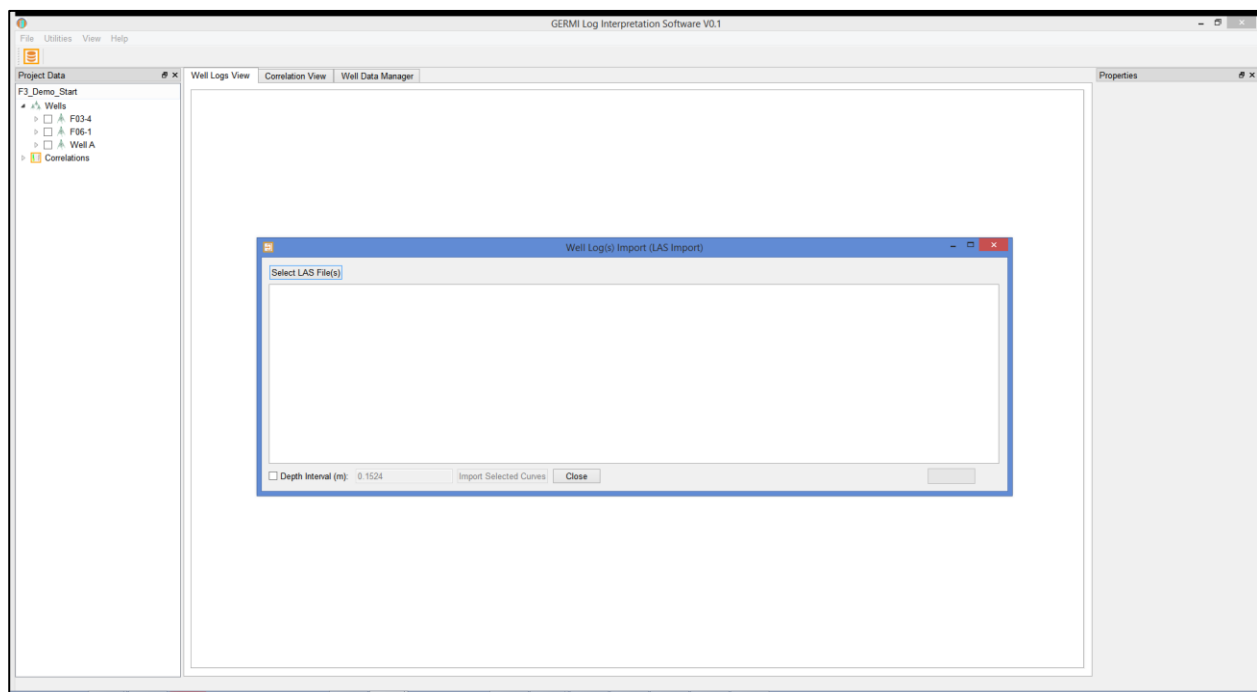 GERMI Log Interpretation Software V0.1
File Utilities View Help
Project Data
Well Logs View Correlation View Well Data Manager
Properties
F3_Demo_Start
Wells
F03-4
F06-1
Well A
Correlations
Well Log(s) Import (LAS Import)
Select LAS File(s)
Depth Interval (m): 0.1524 Import Selected Curves Close